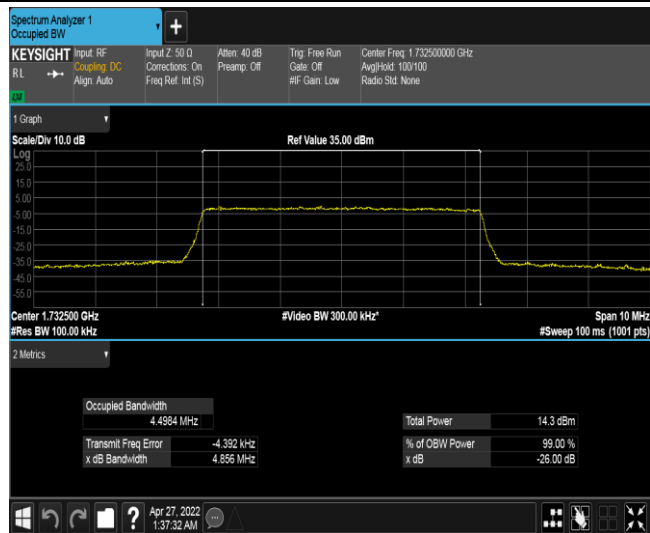 Spectrum Analyzer 1
Occupied BW
+
KEYSIGHT
RL
Input: RF
Coupling: DC
Align: Auto
Input Z: 50 Ω
Corrections: On
Freq Ref: Int (S)
Atten: 40 dB
Preamp: Off
Trig: Free Run
Gate: Off
#IF Gain: Low
Center Freq: 1.732500000 GHz
Avg|Hold: 100/100
Radio Std: None
1 Graph
Scale/Div 10.0 dB
Ref Value 35.00 dBm
Log
25.0
15.0
5.00
-5.00
-15.0
-25.0
-35.0
-45.0
-55.0
Center 1.732500 GHz
#Video BW 300.00 kHz*
Span 10 MHz
#Res BW 100.00 kHz
#Sweep 100 ms (1001 pts)
2 Metrics
Occupied Bandwidth
4.4984 MHz
Total Power 14.3 dBm
Transmit Freq Error -4.392 kHz
% of OBW Power 99.00 %
x dB Bandwidth 4.856 MHz
x dB -26.00 dB
?
Apr 27, 2022
1:37:32 AM